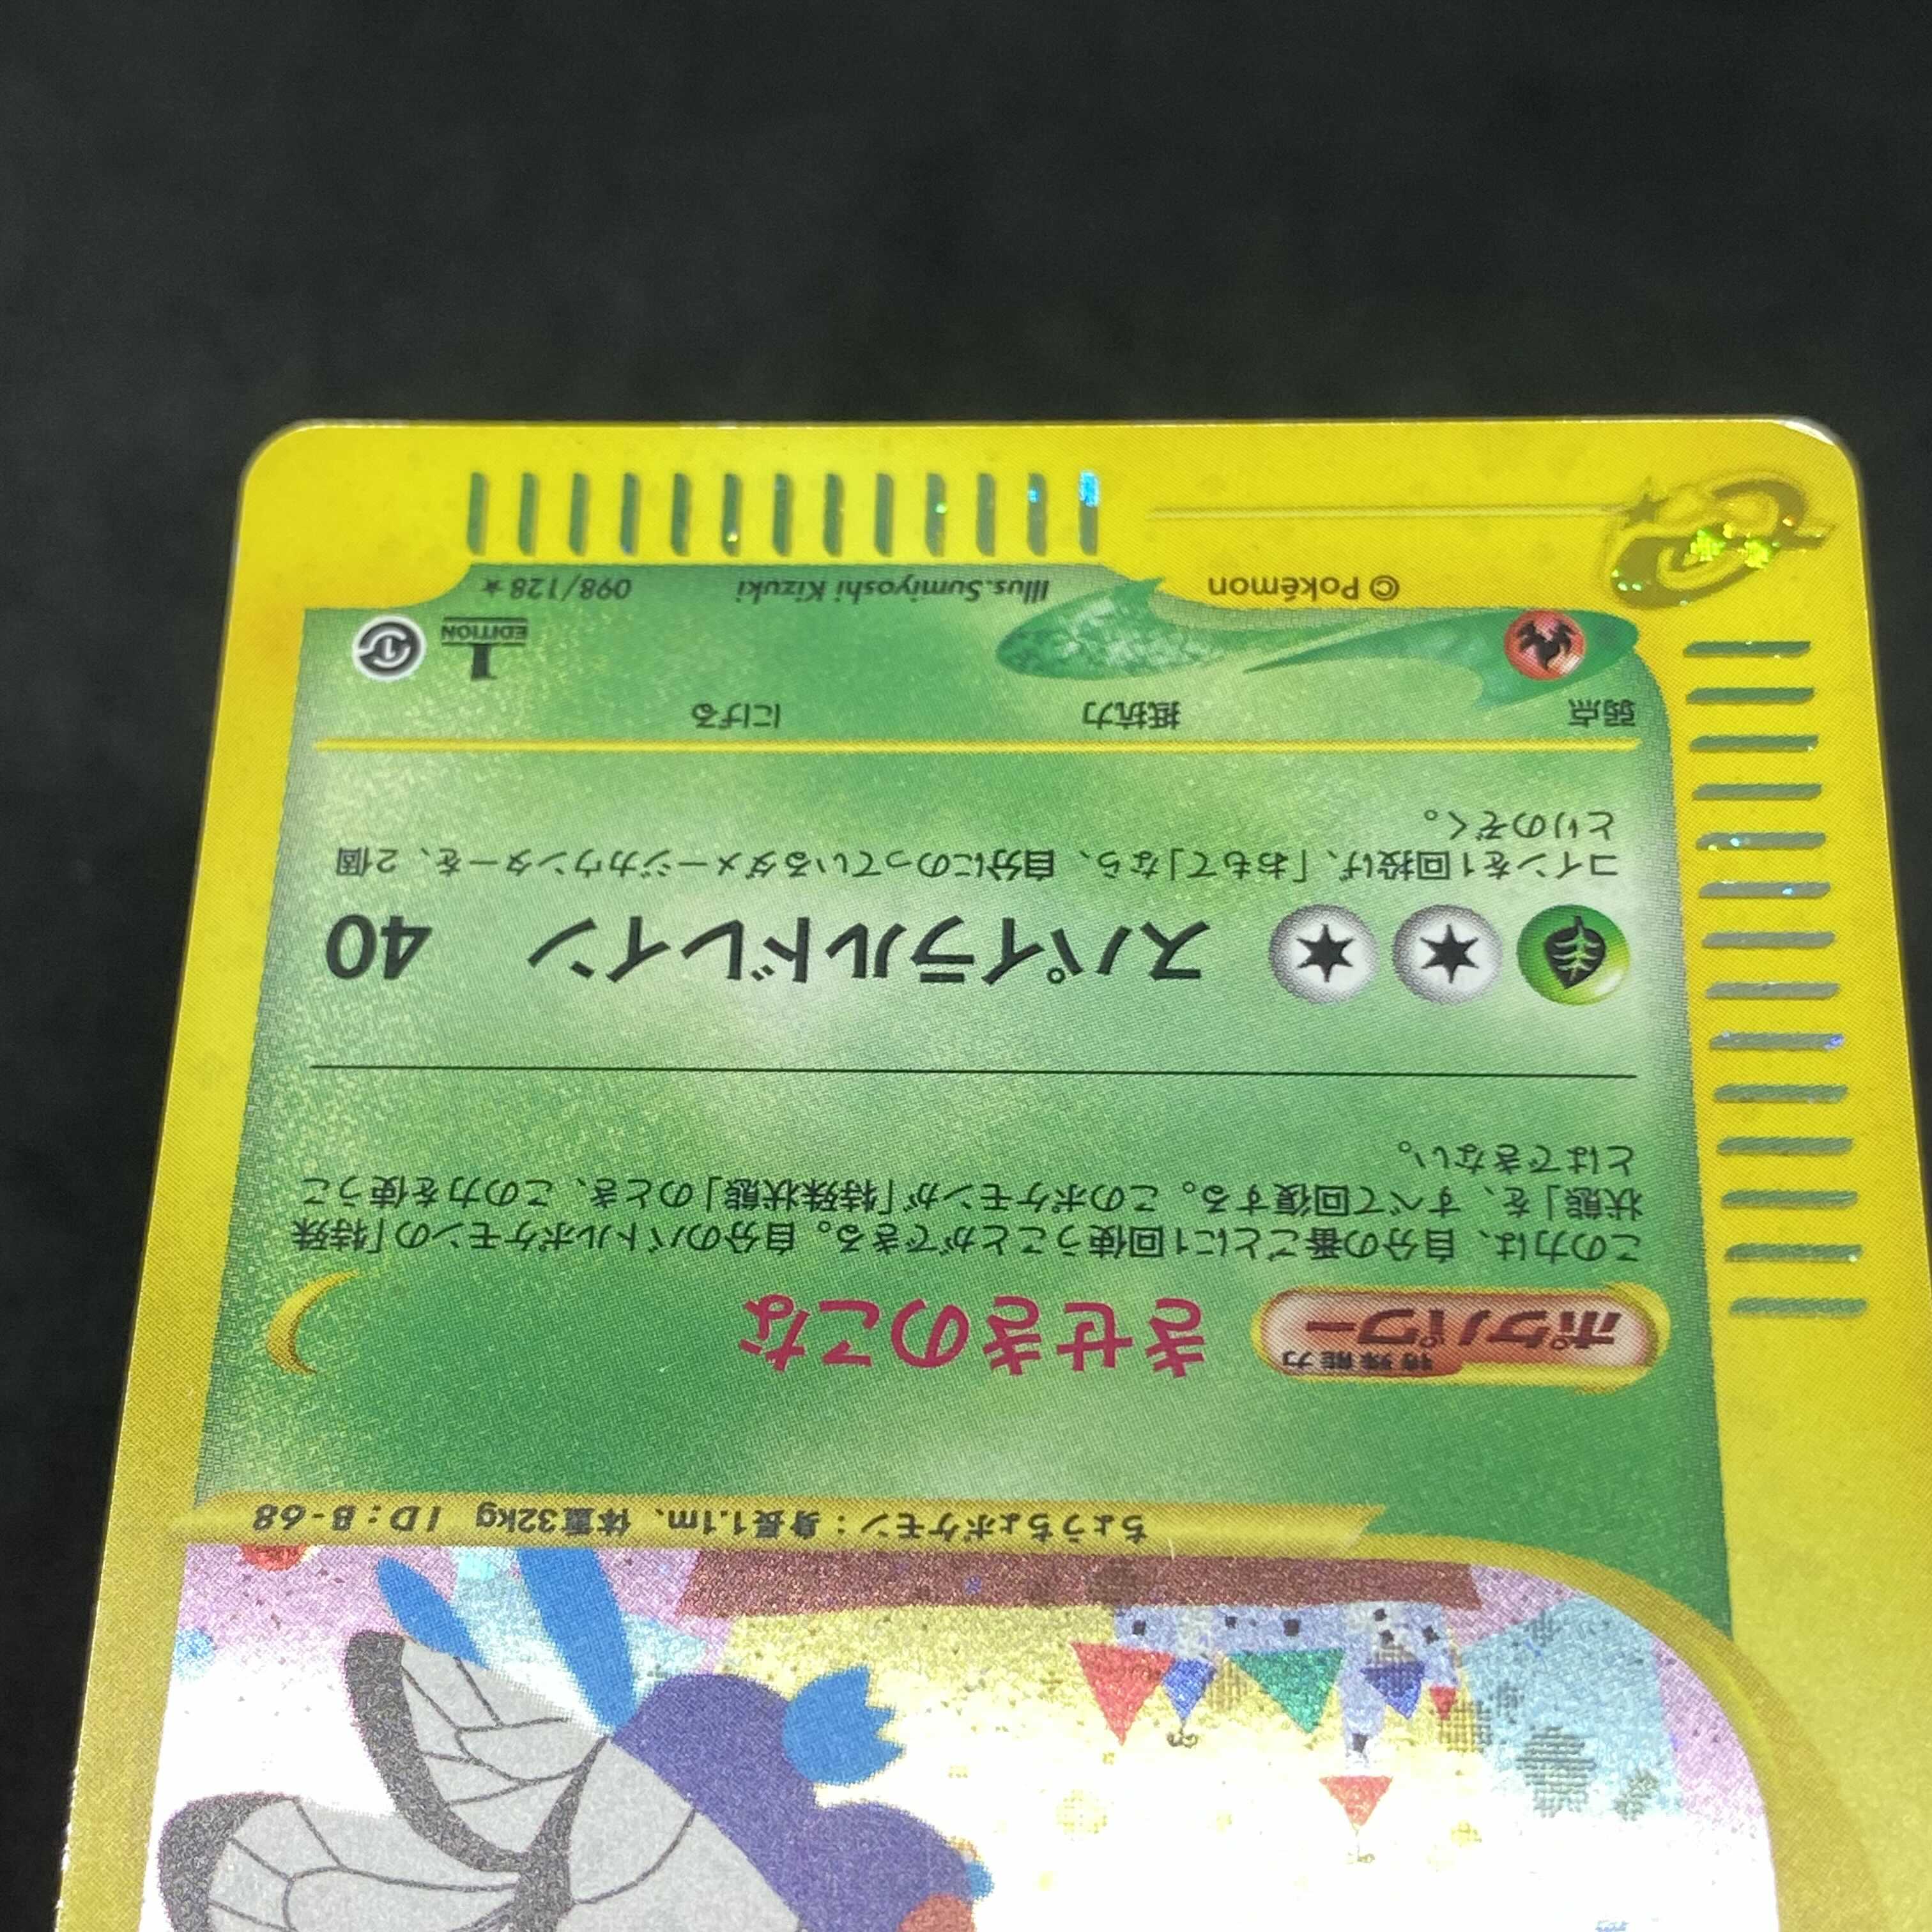 ちょうちょポケモン：身長1.1m、体重32kg ID：B-68
特殊能力
ポケパワー きせきのこな
この力は、自分の番ごとに1回使うことができる。自分のバトルポケモンの「特殊
状態」を、すべて回復する。このポケモンが「特殊状態」のとき、この力を使うこ
とはできない。
スパイラルドレイン 40
コインを1回投げ、「おもて」なら、自分にのっているダメージカウンターを、2個
とりのぞく。
弱点 抵抗力 にげる
1
EDITION
© Pokémon Illus.Sumiyoshi Kizuki 098/128 ★
e